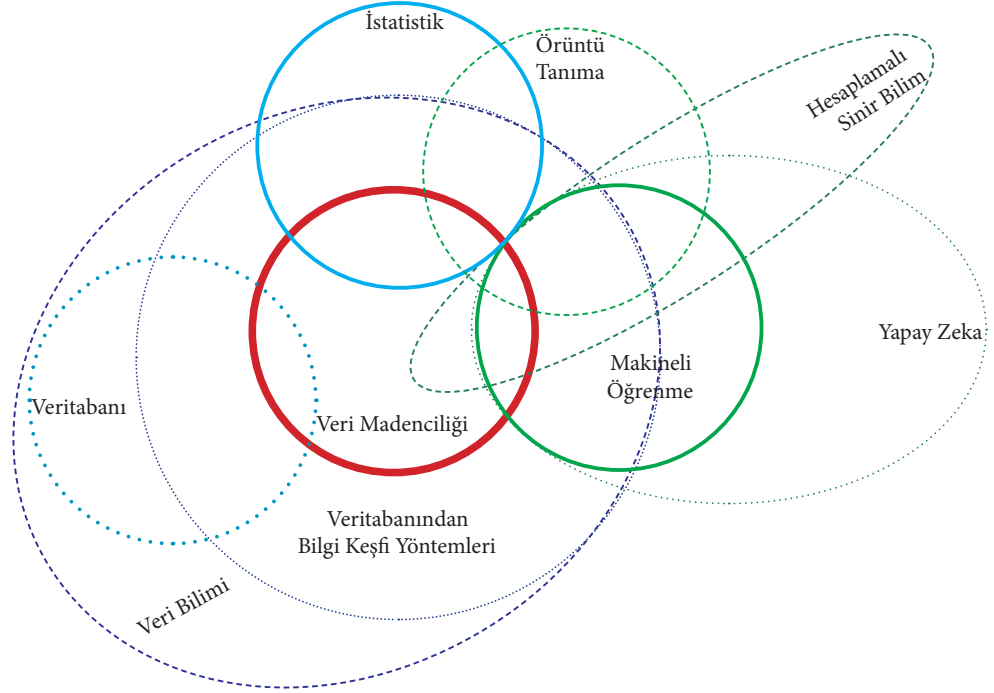 İstatistik
Örüntü
Tanıma
Hesaplamalı
Sinir Bilim
Yapay Zeka
Makineli
Öğrenme
Veritabanı
Veri Madenciliği
Veritabanından
Bilgi Keşfi Yöntemleri
Veri Bilimi